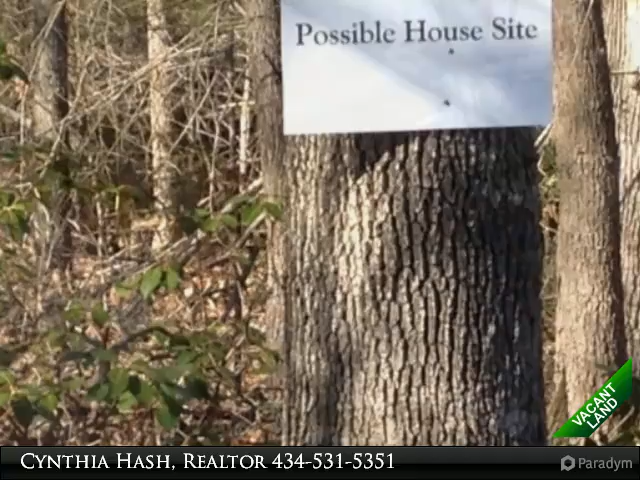 Possible House Site
VACANT
LAND
Cynthia Hash, Realtor 434-531-5351
Paradym